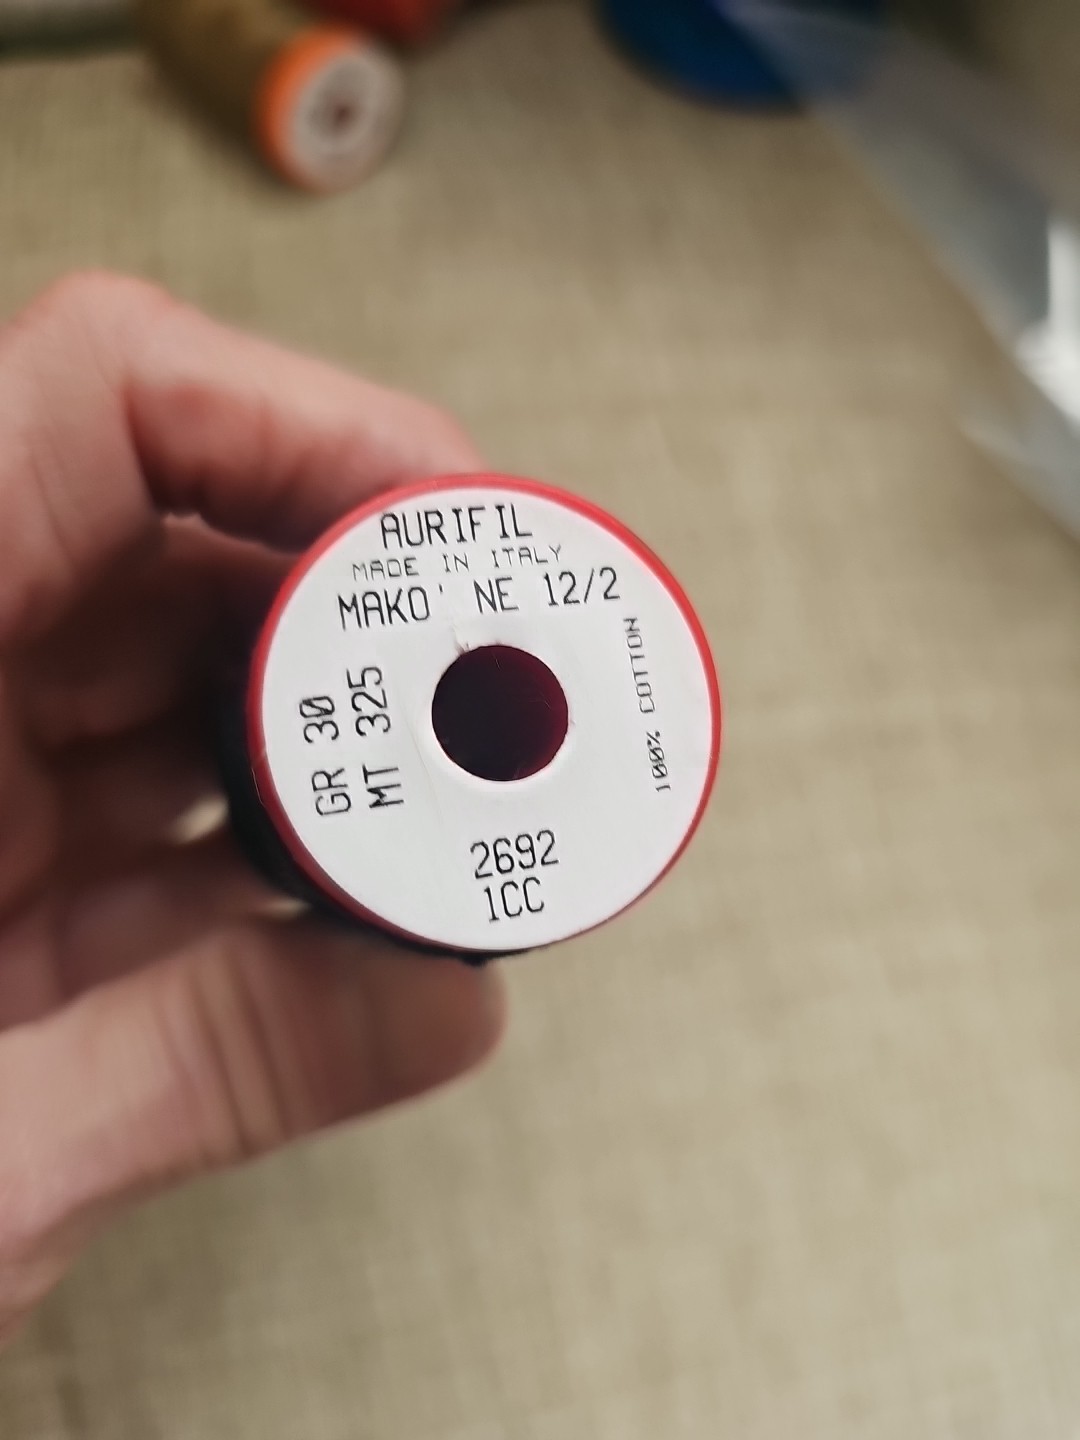 AURIFIL
MADE IN ITALY
MAKO' NE 12/2
GR 30
MT 325
100% COTTON
2692
1CC